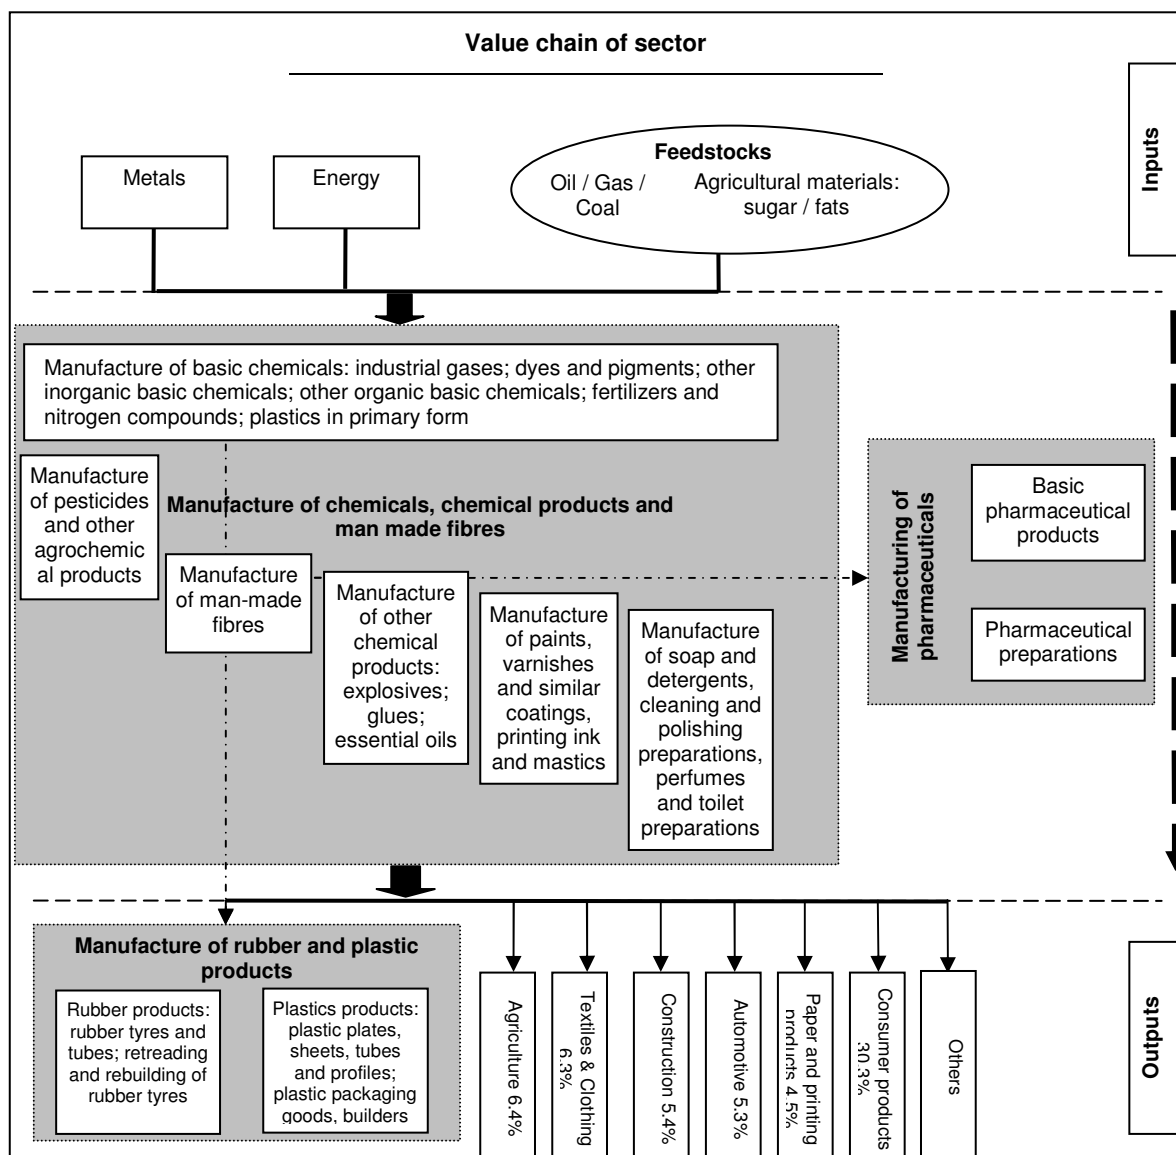 Value chain of sector
Inputs
Metals
Energy
Feedstocks
Oil / Gas /
Coal
Agricultural materials:
sugar / fats
Manufacture of basic chemicals: industrial gases; dyes and pigments; other
inorganic basic chemicals; other organic basic chemicals; fertilizers and
nitrogen compounds; plastics in primary form
Manufacture
of pesticides
and other
agrochemic
al products
Manufacture of chemicals, chemical products and
man made fibres
Manufacture
of man-made
fibres
Manufacture
of other
chemical
products:
explosives;
glues;
essential oils
Manufacture
of paints,
varnishes
and similar
coatings,
printing ink
and mastics
Manufacture
of soap and
detergents,
cleaning and
polishing
preparations,
perfumes
and toilet
preparations
Manufacturing of
pharmaceuticals
Basic
pharmaceutical
products
Pharmaceutical
preparations
Manufacture of rubber and plastic
products
Rubber products:
rubber tyres and
tubes; retreading
and rebuilding of
rubber tyres
Plastics products:
plastic plates,
sheets, tubes
and profiles;
plastic packaging
goods, builders
Agriculture 6.4%
Textiles & Clothing
6.3%
Construction 5.4%
Automotive 5.3%
Paper and printing
products 4.5%
Consumer products
30.3%
Others
Outputs